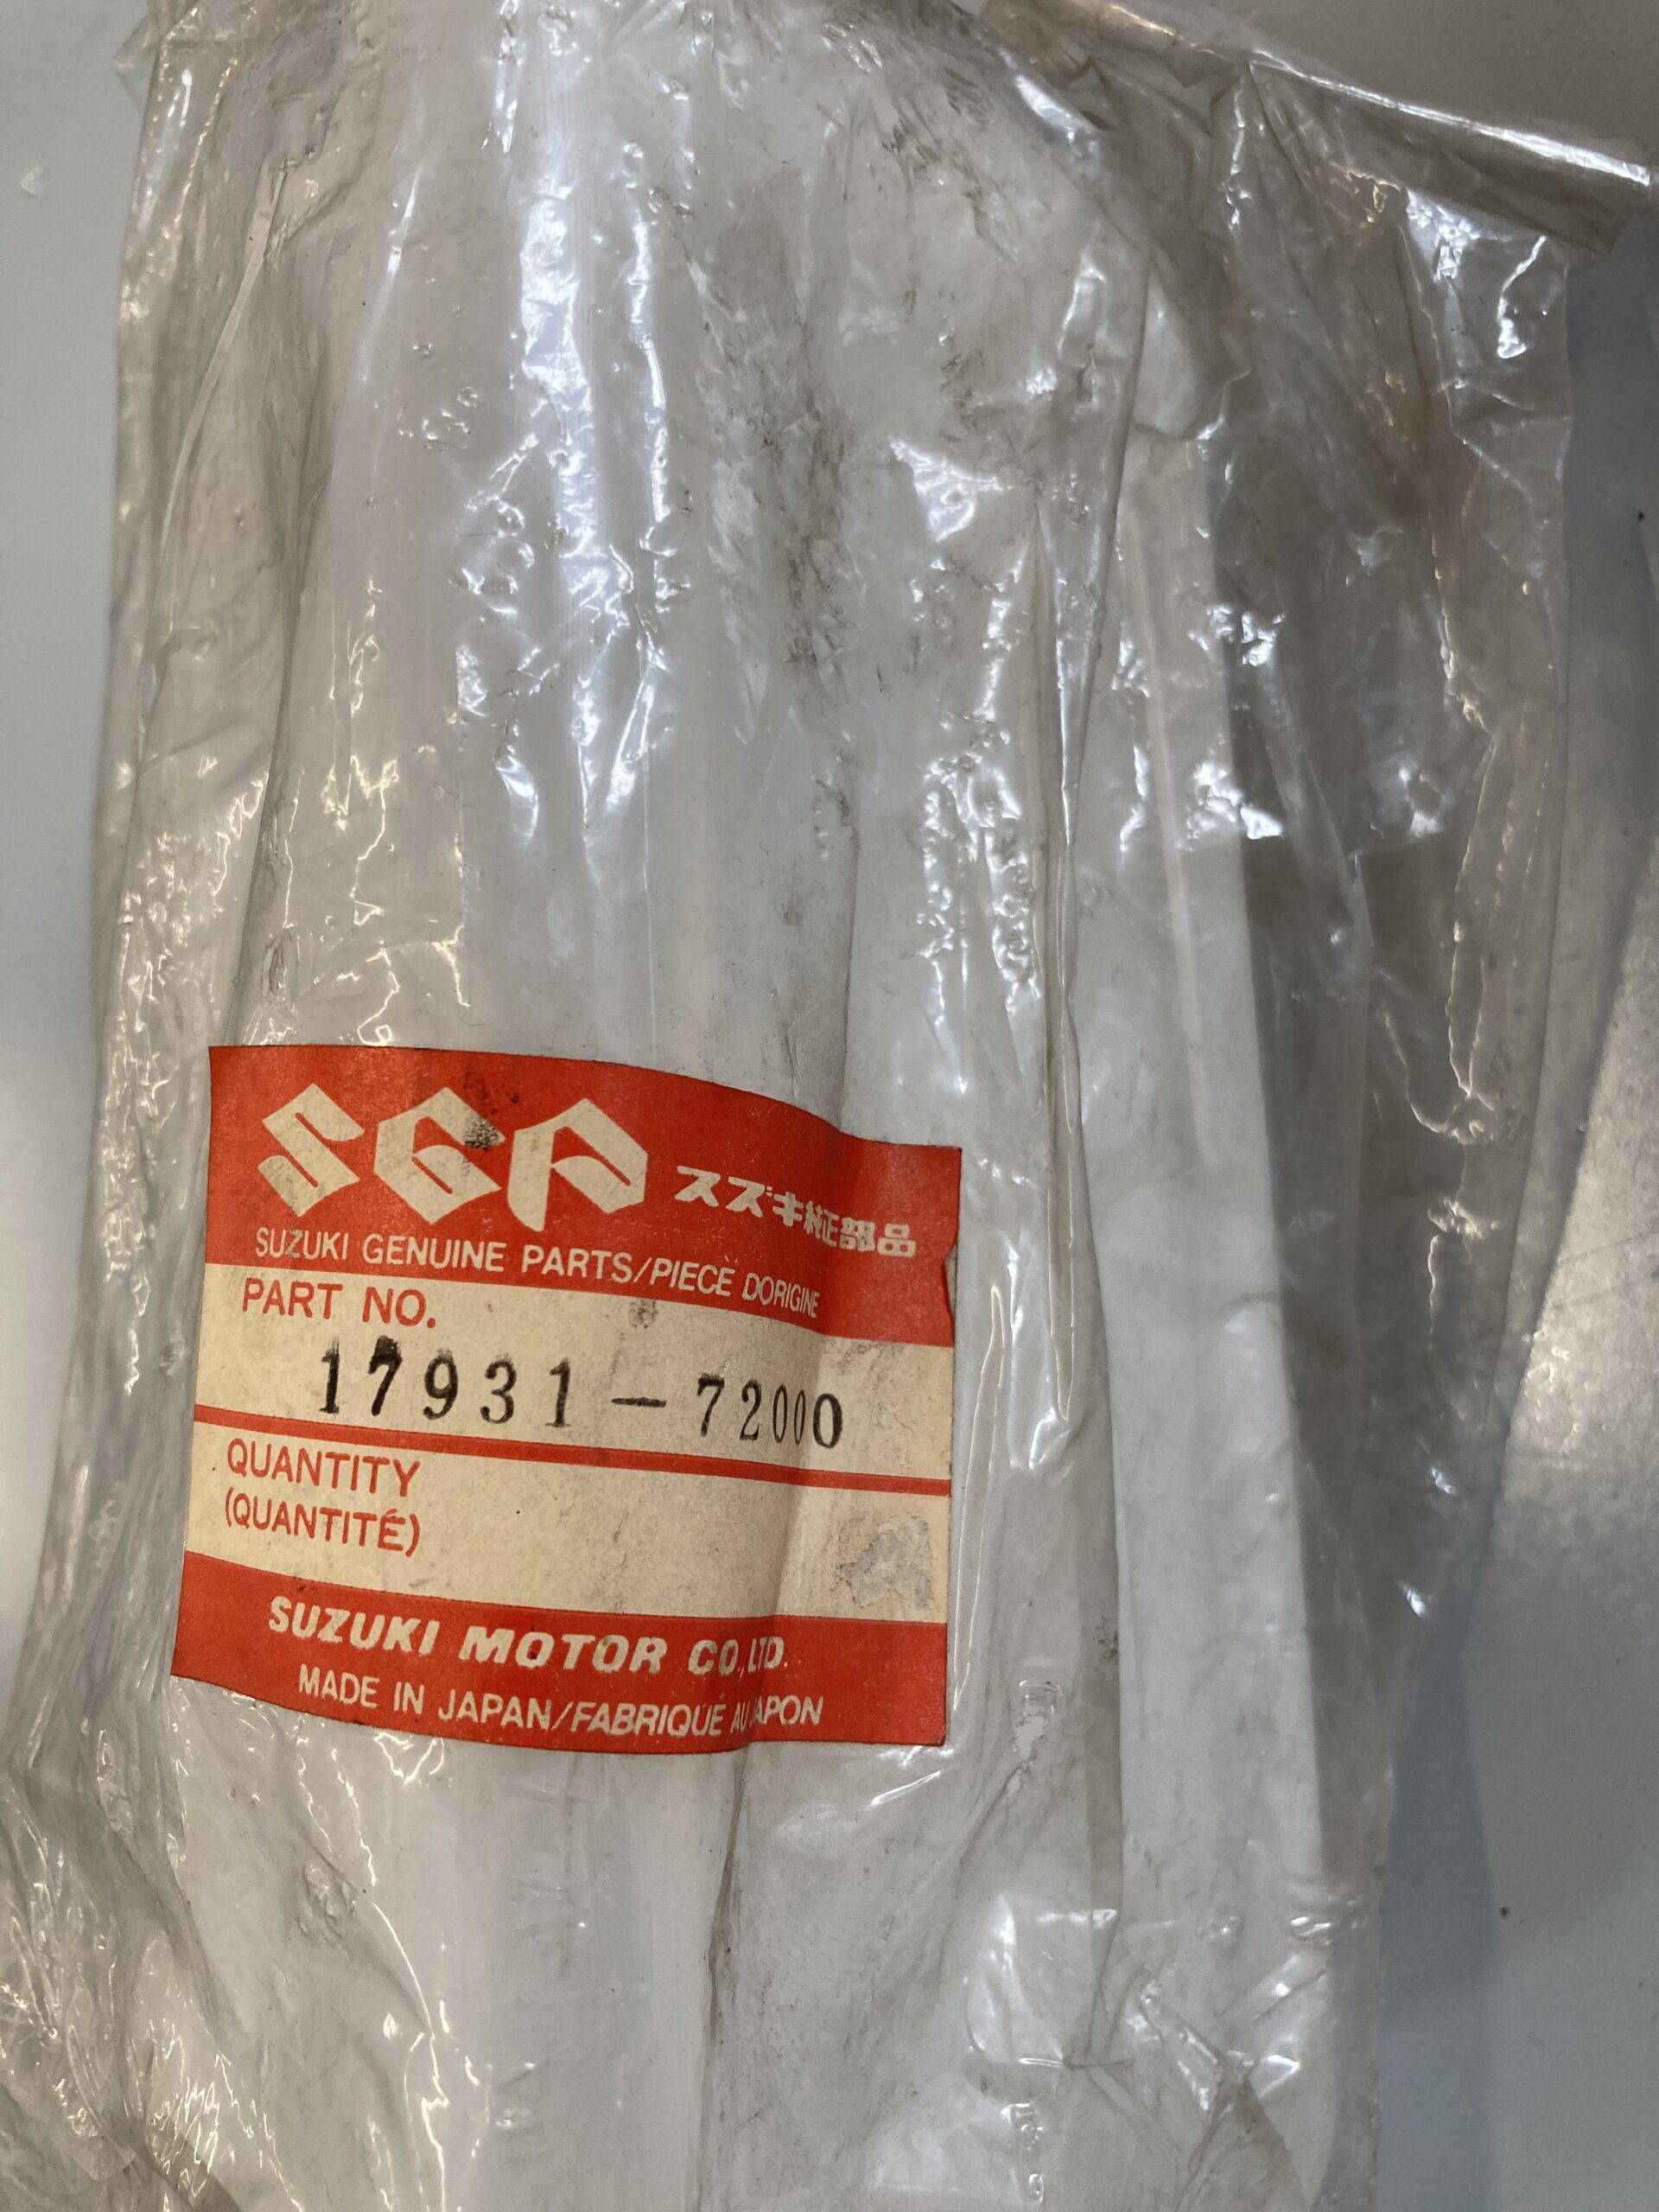 SGP スズキ純正部品
SUZUKI GENUINE PARTS/PIECE DORIGINE
PART NO.
17931-72000
QUANTITY
(QUANTITÉ)
SUZUKI MOTOR CO.,LTD.
MADE IN JAPAN/FABRIQUÉ AU JAPON